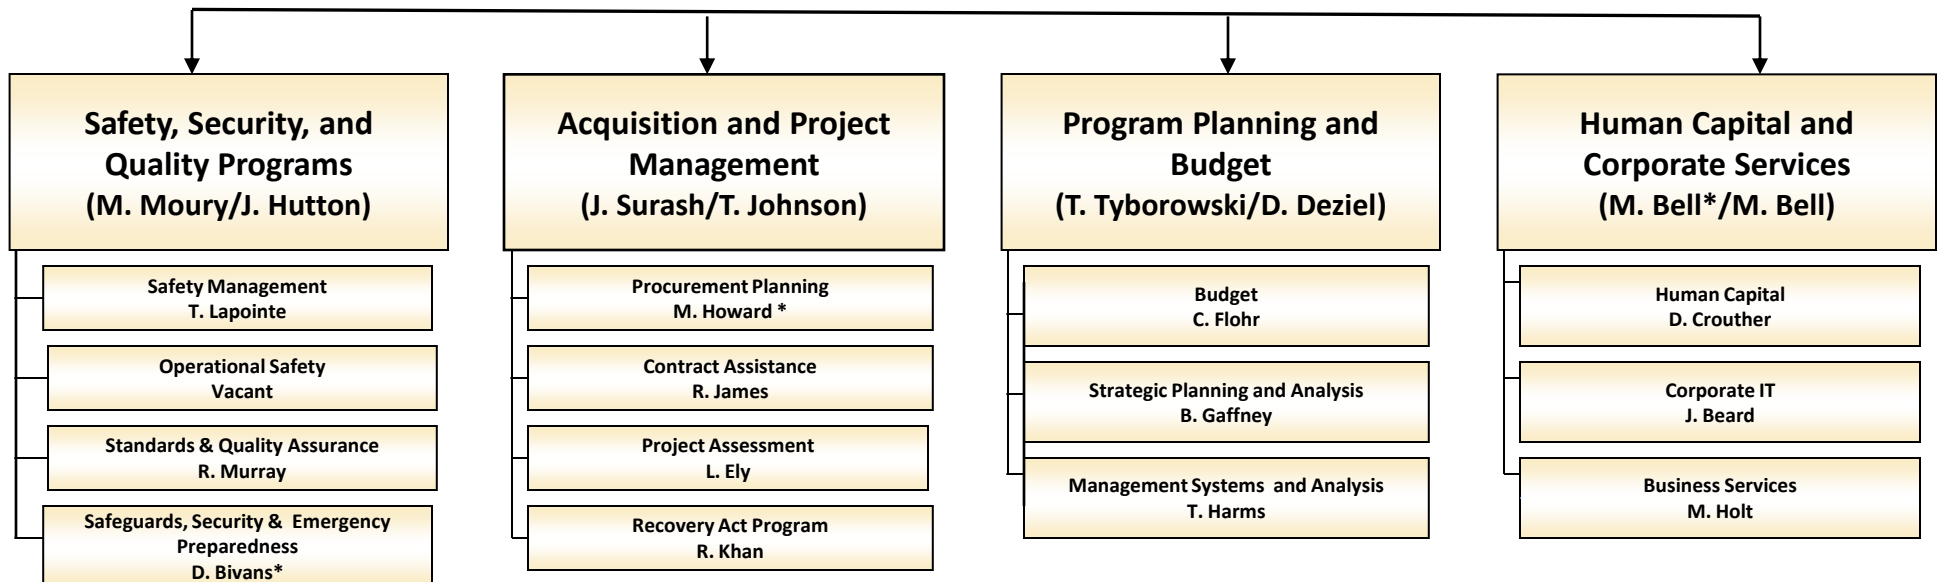 Safety, Security, and
Quality Programs
(M. Moury/J. Hutton)
Safety Management
T. Lapointe
Operational Safety
Vacant
Standards & Quality Assurance
R. Murray
Safeguards, Security & Emergency
Preparedness
D. Bivans*
Acquisition and Project
Management
(J. Surash/T. Johnson)
Procurement Planning
M. Howard *
Contract Assistance
R. James
Project Assessment
L. Ely
Recovery Act Program
R. Khan
Program Planning and
Budget
(T. Tyborowski/D. Deziel)
Budget
C. Flohr
Strategic Planning and Analysis
B. Gaffney
Management Systems and Analysis
T. Harms
Human Capital and
Corporate Services
(M. Bell*/M. Bell)
Human Capital
D. Crouther
Corporate IT
J. Beard
Business Services
M. Holt